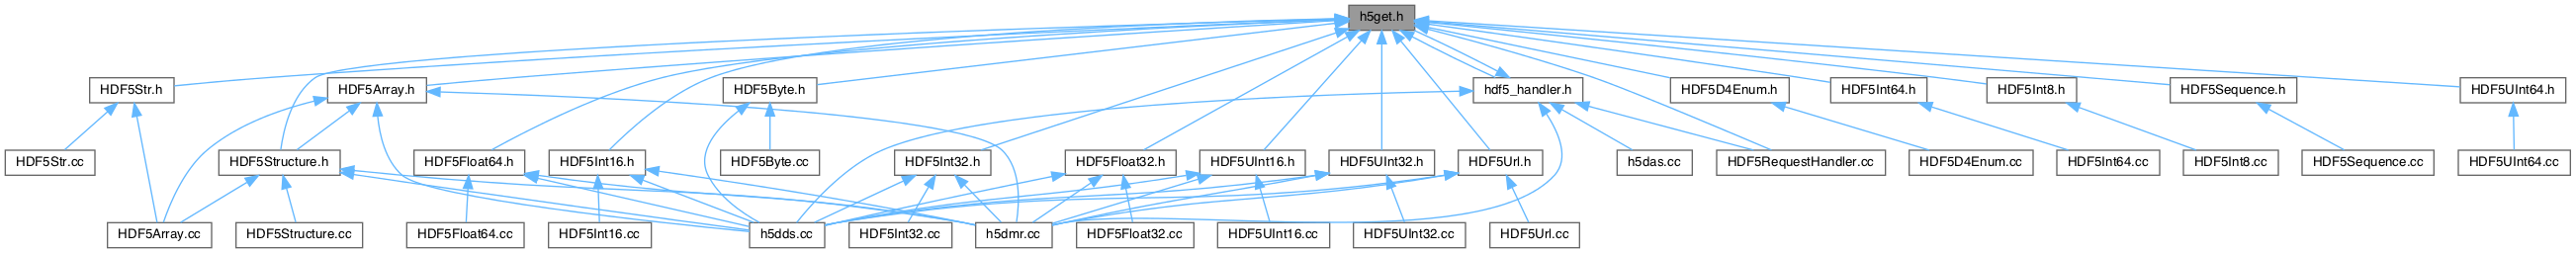 h5get.h
HDF5Str.h
HDF5Array.h
HDF5Byte.h
hdf5_handler.h
HDF5D4Enum.h
HDF5Int64.h
HDF5Int8.h
HDF5Sequence.h
HDF5UInt64.h
HDF5Str.cc
HDF5Structure.h
HDF5Float64.h
HDF5Int16.h
HDF5Byte.cc
HDF5Int32.h
HDF5Float32.h
HDF5UInt16.h
HDF5UInt32.h
HDF5Url.h
h5das.cc
HDF5RequestHandler.cc
HDF5D4Enum.cc
HDF5Int64.cc
HDF5Int8.cc
HDF5Sequence.cc
HDF5UInt64.cc
HDF5Array.cc
HDF5Structure.cc
HDF5Float64.cc
HDF5Int16.cc
h5dds.cc
HDF5Int32.cc
h5dmr.cc
HDF5Float32.cc
HDF5UInt16.cc
HDF5UInt32.cc
HDF5Url.cc